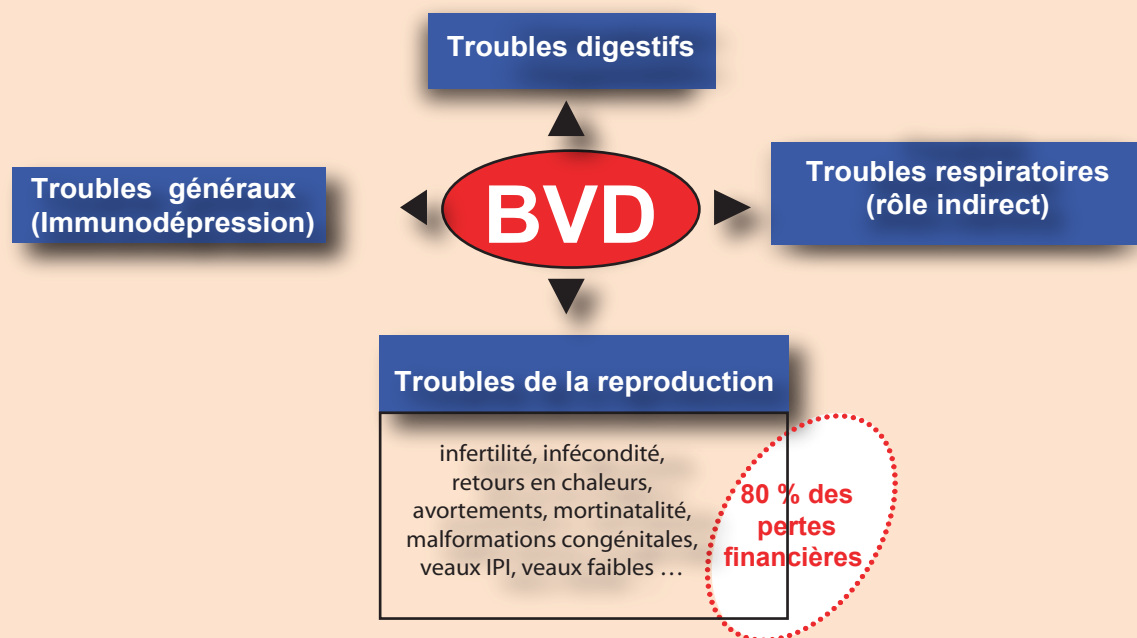 Troubles digestifs
Troubles généraux
(Immunodépression)
BVD
Troubles respiratoires
(rôle indirect)
Troubles de la reproduction
infertilité, infécondité,
retours en chaleurs,
avortements, mortinatalité,
malformations congénitales,
veaux IPI, veaux faibles …
80 % des
pertes
financières